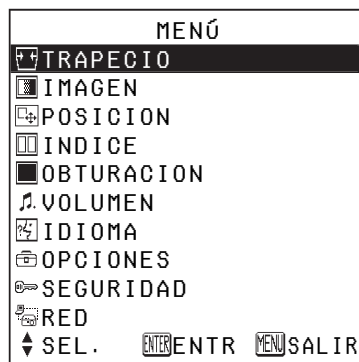 MENÚ
TRAPECIO
IMAGEN
POSICION
INDICE
OBTURACION
VOLUMEN
IDIOMA
OPCIONES
SEGURIDAD
RED
SEL. ENTER ENTR MENU SALIR